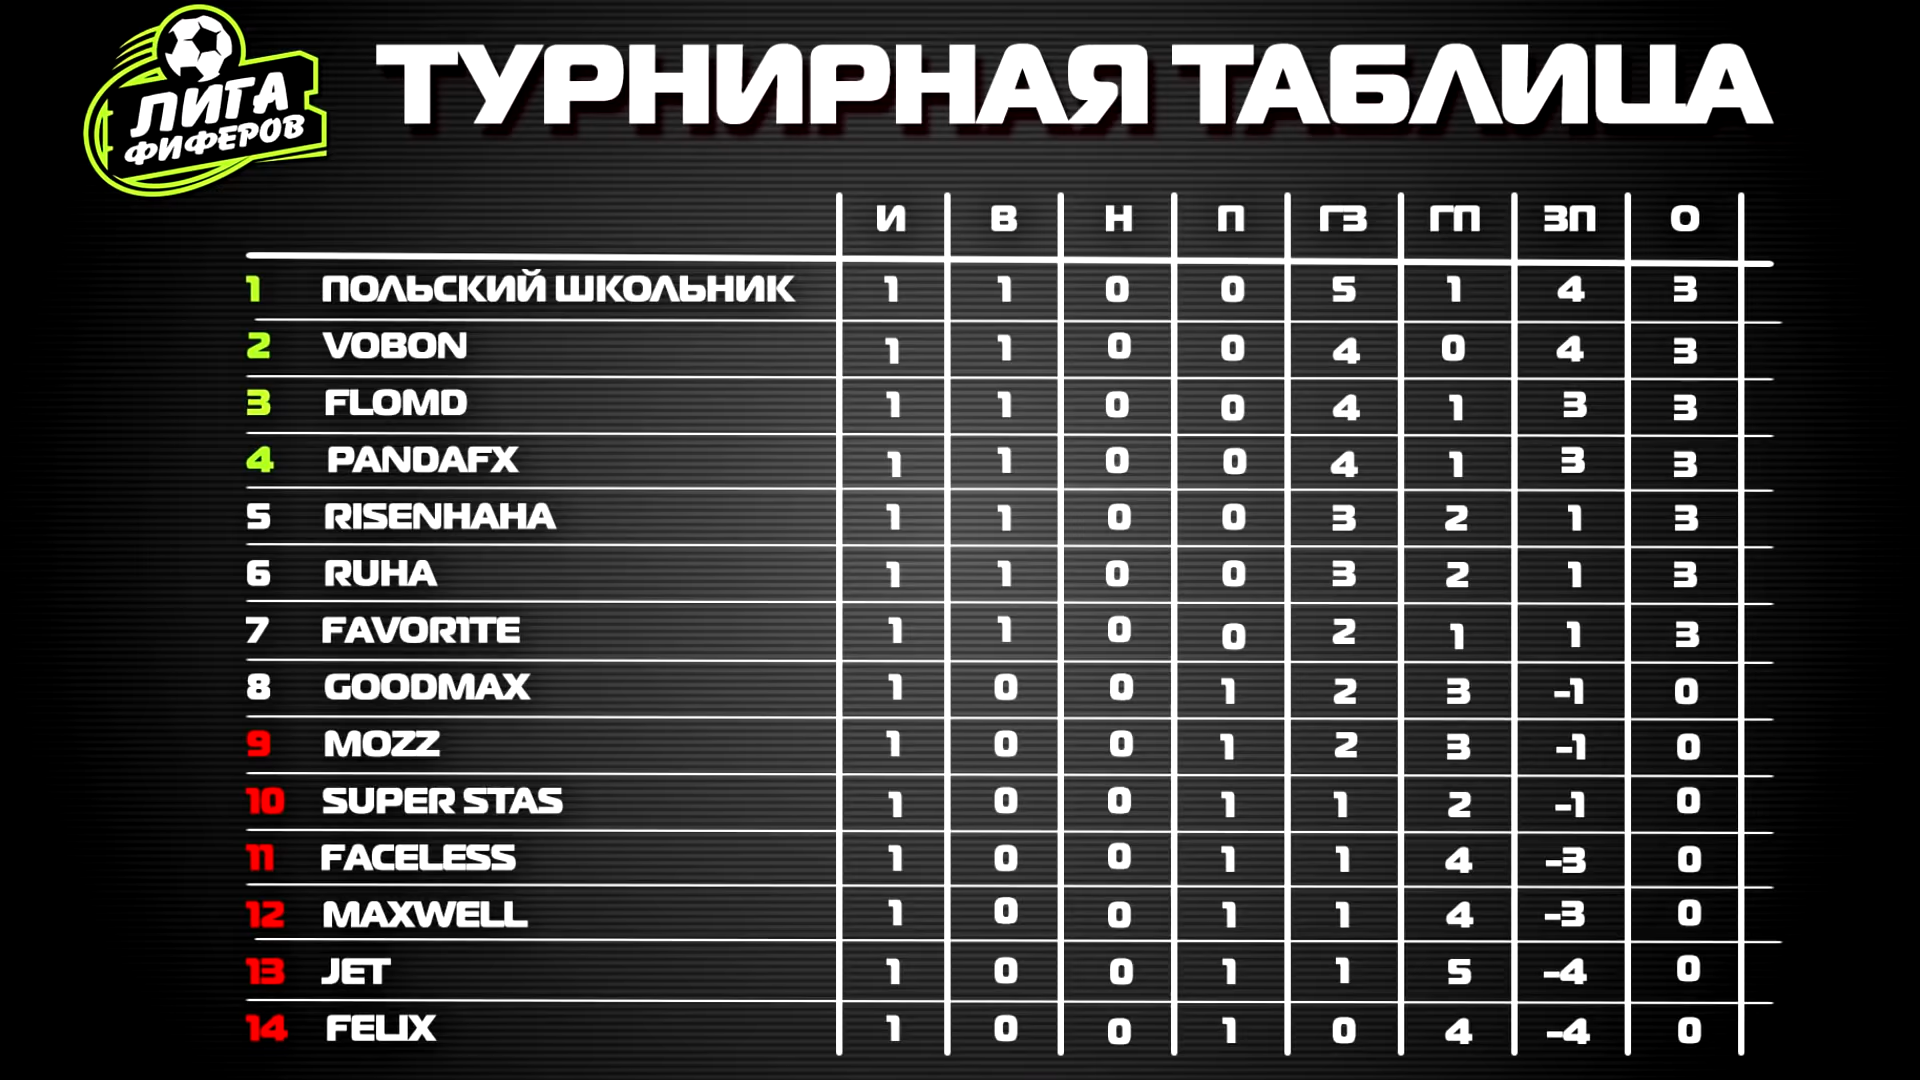 ЛИГА
ФИФЕРОВ
ТУРНИРНАЯ ТАБЛИЦА
И В Н П ГЗ ГП ЗП О
1 ПОЛЬСКИЙ ШКОЛЬНИК 1 1 0 0 5 1 4 3
2 VOBON 1 1 0 0 4 0 4 3
3 FLOMD 1 1 0 0 4 1 3 3
4 PANDAFX 1 1 0 0 4 1 3 3
5 RISENHAHA 1 1 0 0 3 2 1 3
6 RUHA 1 1 0 0 3 2 1 3
7 FAVOR1TE 1 1 0 0 2 1 1 3
8 GOODMAX 1 0 0 1 2 3 -1 0
9 MOZZ 1 0 0 1 2 3 -1 0
10 SUPER STAS 1 0 0 1 1 2 -1 0
11 FACELESS 1 0 0 1 1 4 -3 0
12 MAXWELL 1 0 0 1 1 4 -3 0
13 JET 1 0 0 1 1 5 -4 0
14 FELIX 1 0 0 1 0 4 -4 0